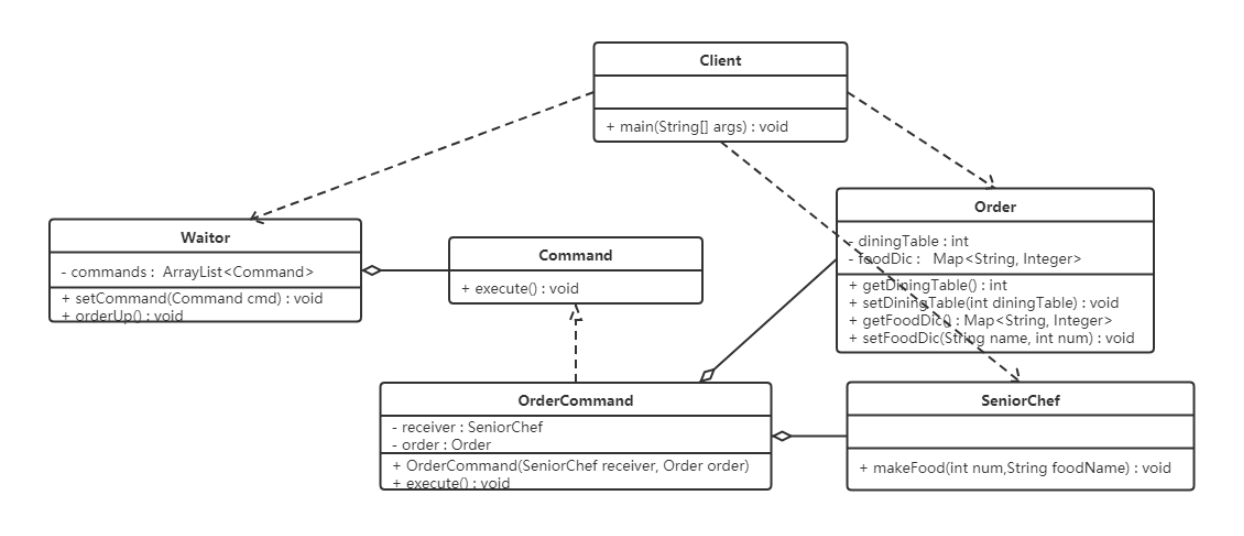 Client
+ main(String[] args) : void
Waitor
- commands : ArrayList<Command>
+ setCommand(Command cmd) : void
+ orderUp() : void
Command
+ execute() : void
Order
- diningTable : int
- foodDic : Map<String, Integer>
+ getDiningTable() : int
+ setDiningTable(int diningTable) : void
+ getFoodDic() : Map<String, Integer>
+ setFoodDic(String name, int num) : void
OrderCommand
- receiver : SeniorChef
- order : Order
+ OrderCommand(SeniorChef receiver, Order order)
+ execute() : void
SeniorChef
+ makeFood(int num,String foodName) : void